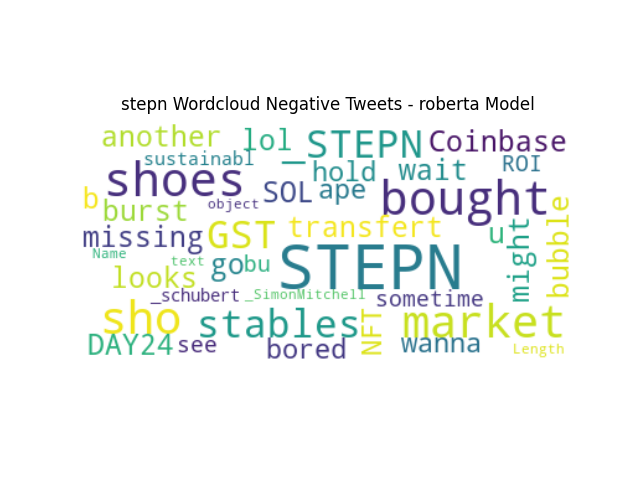 stepn Wordcloud Negative Tweets - roberta Model
another lol _ STEPN Coinbase
sustainabl hold wait ROI
shoes SOL ape bought
b burst object
missing GST transfert u might bubble
Name text go bu STEPN
looks
_schubert _SimonMitchell sometime
sho stables NFT market
DAY24 see bored wanna Length